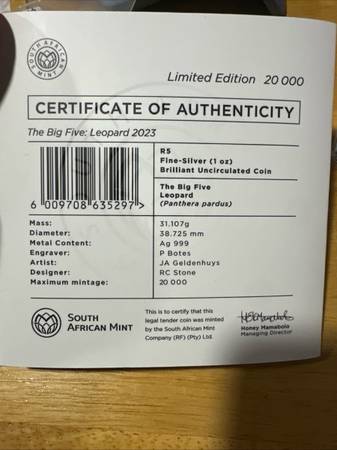 SOUTH AFRICAN MINT
Limited Edition 20 000
CERTIFICATE OF AUTHENTICITY
The Big Five: Leopard 2023
6 009708 635297 >
R5
Fine-Silver (1 oz)
Brilliant Uncirculated Coin
The Big Five
Leopard
(Panthera pardus)
Mass: 31.107g
Diameter: 38.725 mm
Metal Content: Ag 999
Engraver: P Botes
Artist: JA Geldenhuys
Designer: RC Stone
Maximum mintage: 20 000
SOUTH
AFRICAN MINT
This is to certify that this
legal tender coin was minted
by the South African Mint
Company (RF) (Pty) Ltd.
Honey Mamabolo
Managing Director